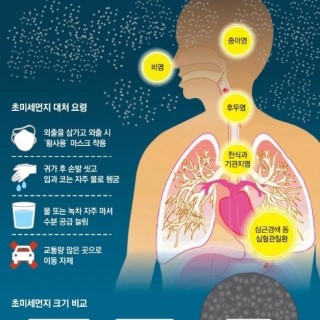 중이염
비염
후두염
초미세먼지 대처 요령
외출을 삼가고 외출 시
'황사용' 마스크 착용
귀가 후 손발 씻고
입과 코는 자주 물로 헹굼
물 또는 녹차 자주 마셔
수분 공급 늘림
교통량 많은 곳으로
이동 자제
천식과
기관지염
심근경색 등
심혈관질환
초미세먼지 크기 비교